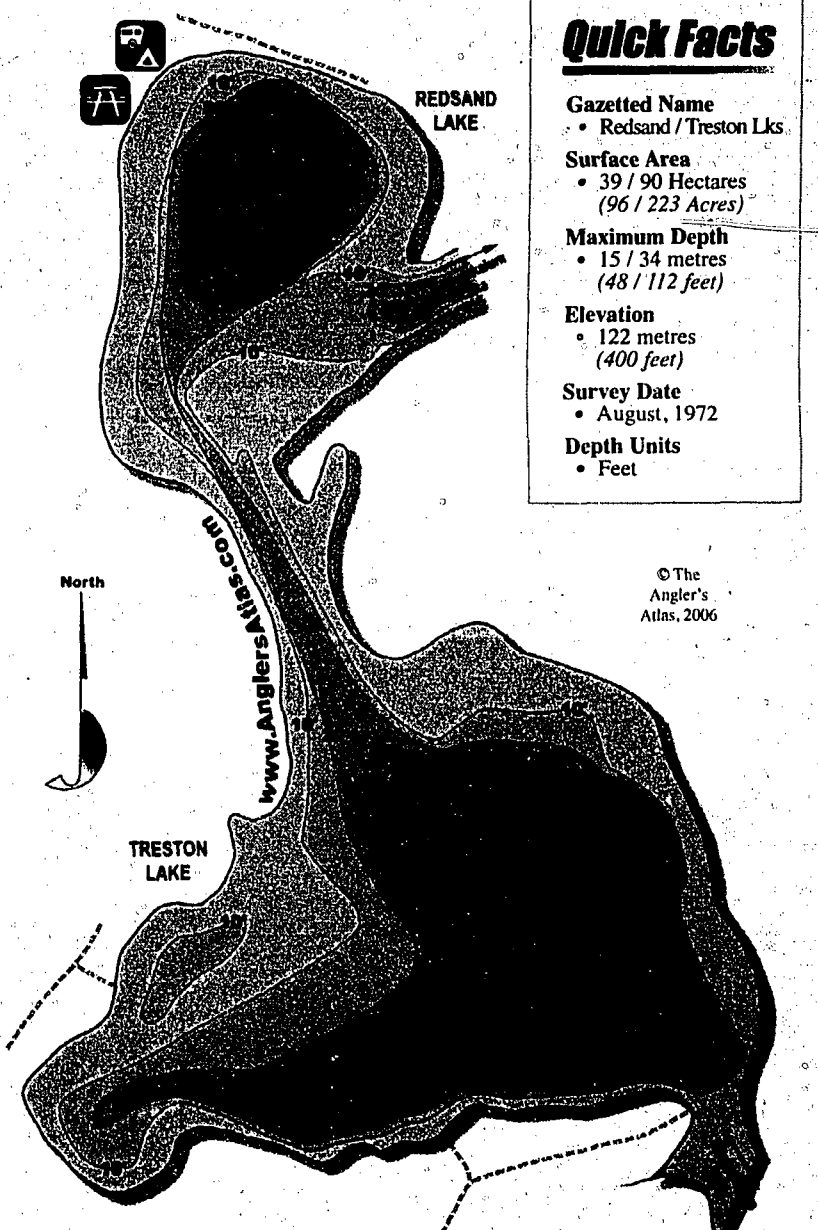 Quick Facts
Gazetted Name
• Redsand / Treston Lks
Surface Area
• 39 / 90 Hectares
(96 / 223 Acres)
Maximum Depth
• 15 / 34 metres
(48 / 112 feet)
Elevation
• 122 metres
(400 feet)
Survey Date
• August, 1972
Depth Units
• Feet
REDSAND
LAKE
10
10
www.AnglersAtlas.com
North
© The
Angler's
Atlas, 2006
10
TRESTON
LAKE
10